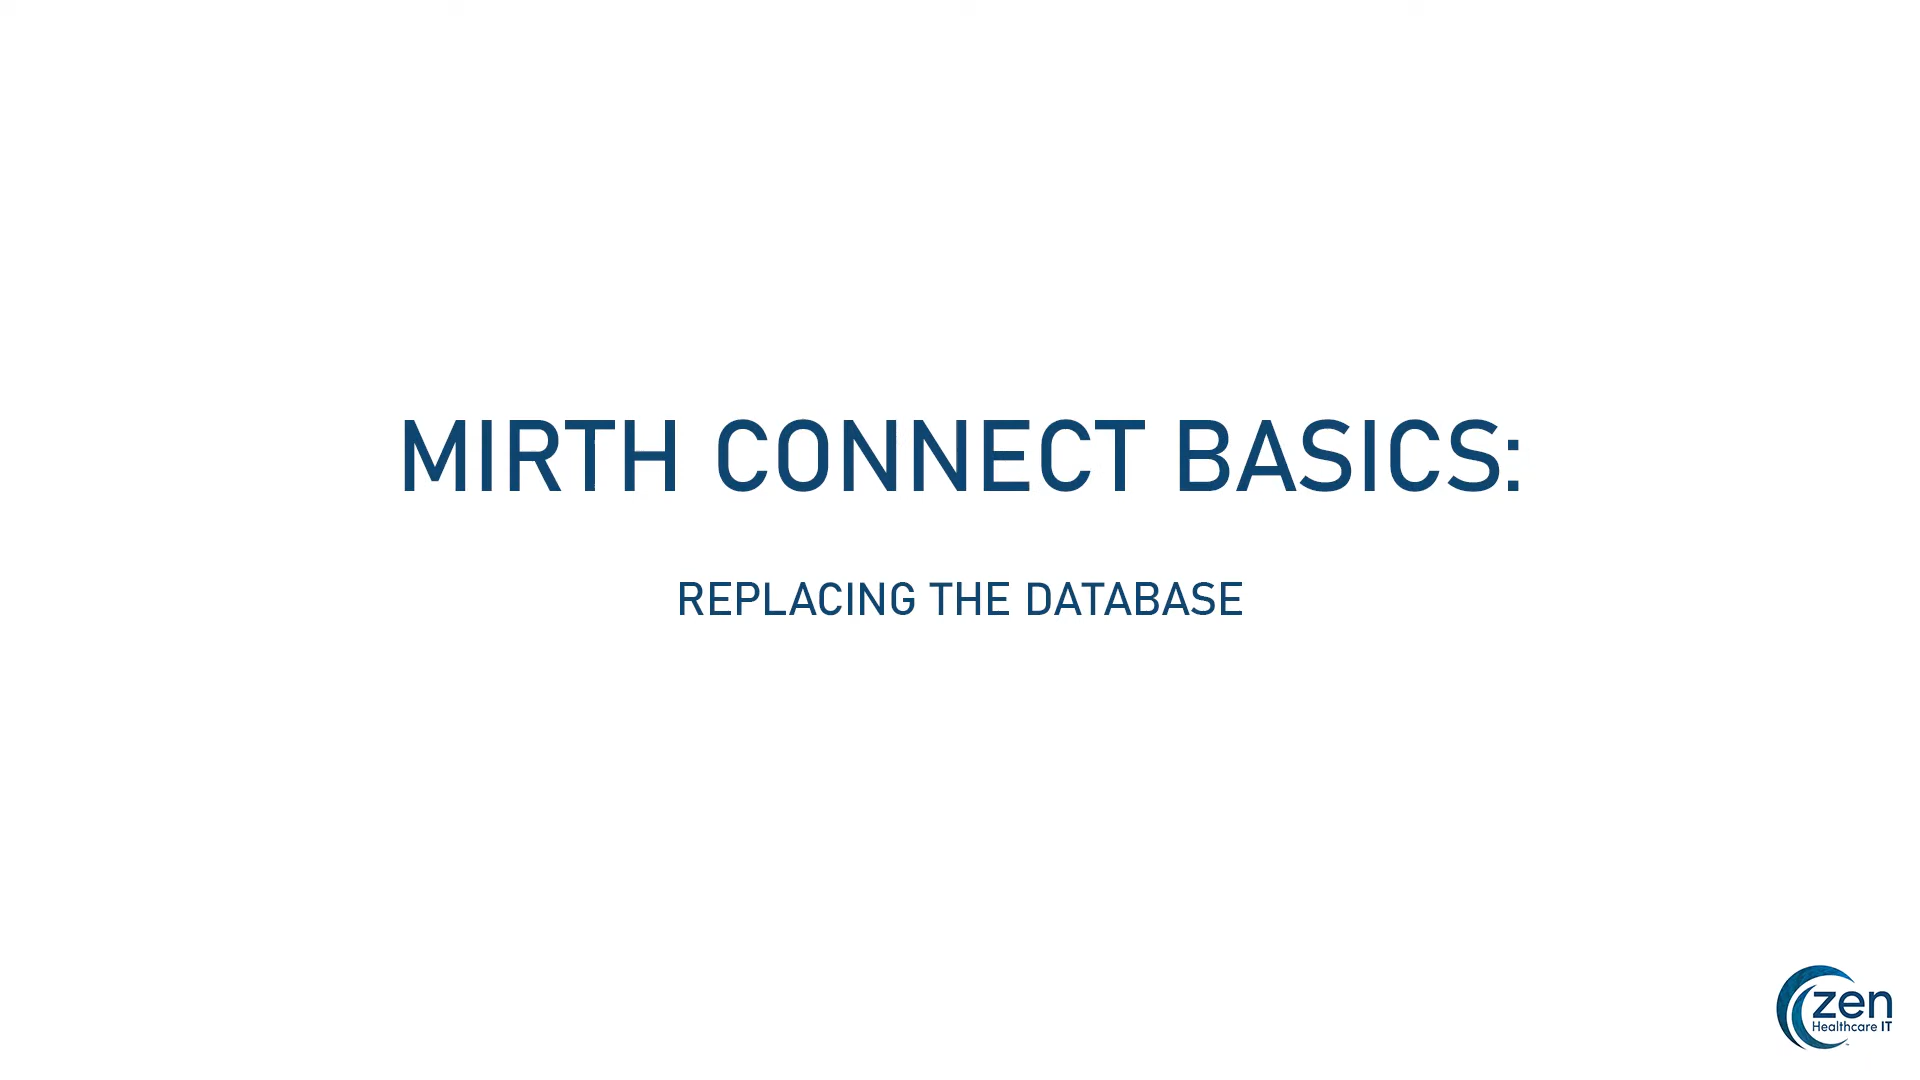 MIRTH CONNECT BASICS:
REPLACING THE DATABASE
zen
Healthcare IT